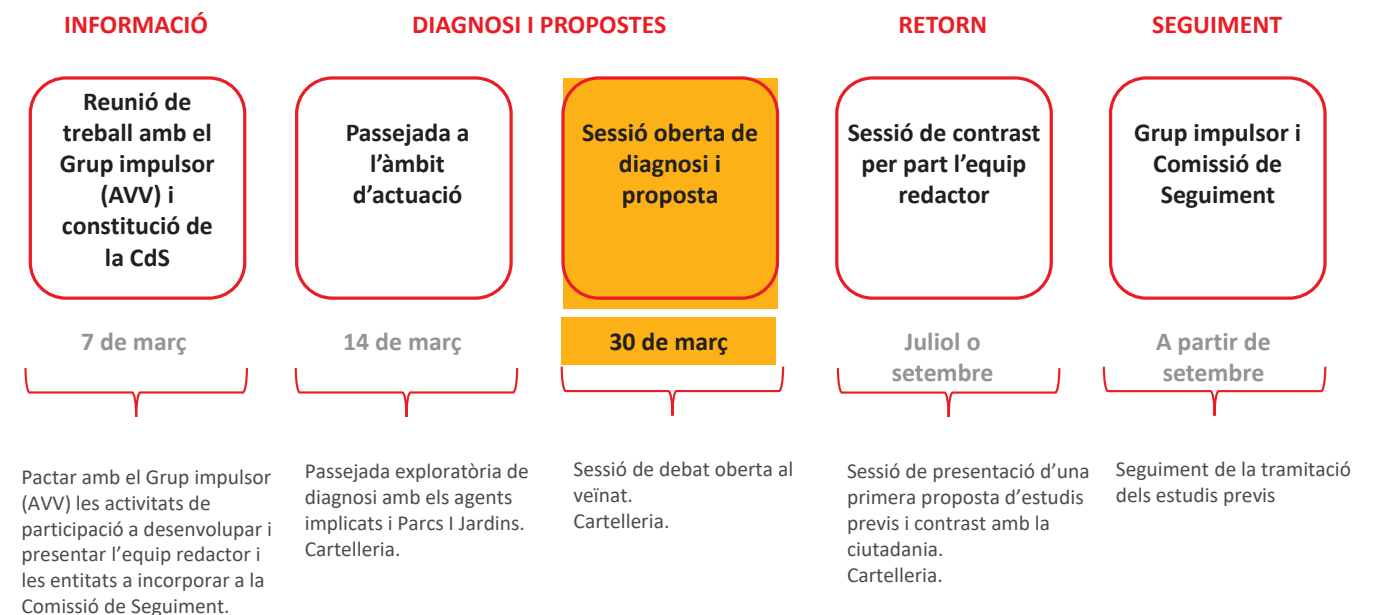 INFORMACIÓ
DIAGNOSI I PROPOSTES
RETORN
SEGUIMENT
Reunió de
treball amb el
Grup impulsor
(AVV) i
constitució de
la CdS
Passejada a
l’àmbit
d’actuació
Sessió oberta de
diagnosi i
proposta
Sessió de contrast
per part l’equip
redactor
Grup impulsor i
Comissió de
Seguiment
7 de març
14 de març
30 de març
Juliol o
setembre
A partir de
setembre
Pactar amb el Grup impulsor
(AVV) les activitats de
participació a desenvolupar i
presentar l’equip redactor i
les entitats a incorporar a la
Comissió de Seguiment.
Passejada exploratòria de
diagnosi amb els agents
implicats i Parcs I Jardins.
Cartelleria.
Sessió de debat oberta al
veïnat.
Cartelleria.
Sessió de presentació d’una
primera proposta d’estudis
previs i contrast amb la
ciutadania.
Cartelleria.
Seguiment de la tramitació
dels estudis previs